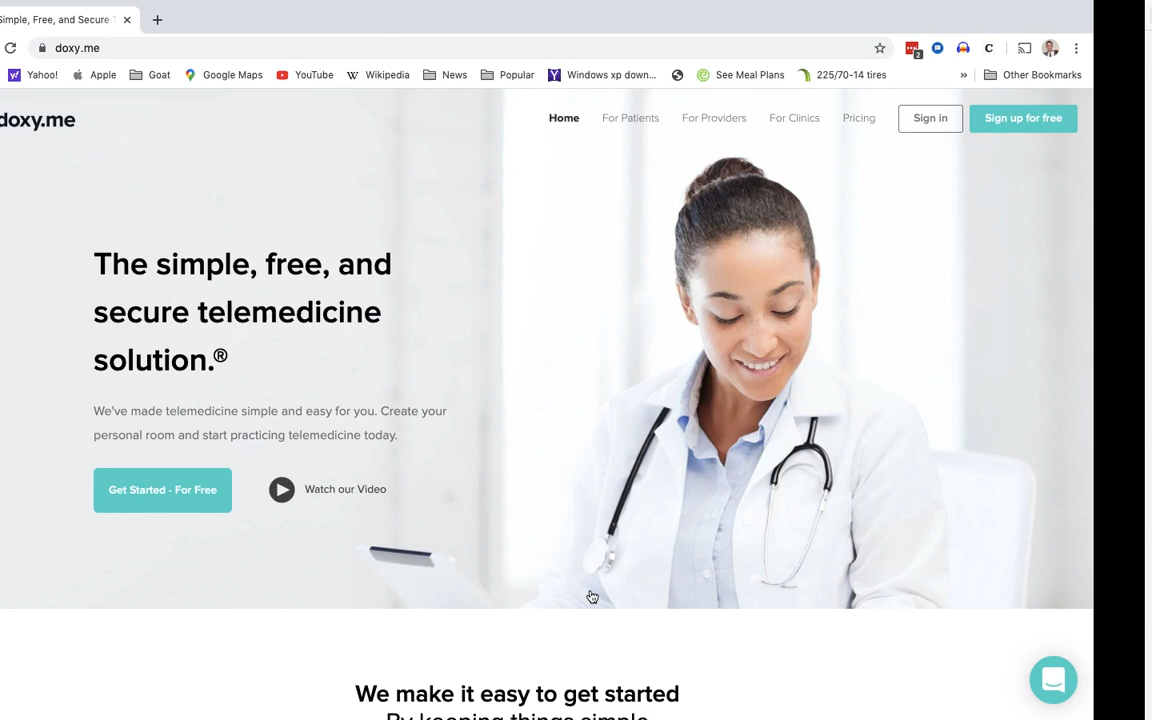 Simple, Free, and Secure
doxy.me
2
Yahoo!
Apple
Goat
Google Maps
YouTube
Wikipedia
News
Popular
Windows xp down...
See Meal Plans
225/70-14 tires
»
Other Bookmarks
doxy.me
Home
For Patients
For Providers
For Clinics
Pricing
Sign in
Sign up for free
The simple, free, and
secure telemedicine
solution.®
We've made telemedicine simple and easy for you. Create your
personal room and start practicing telemedicine today.
Get Started - For Free
Watch our Video
We make it easy to get started
By keeping things simple